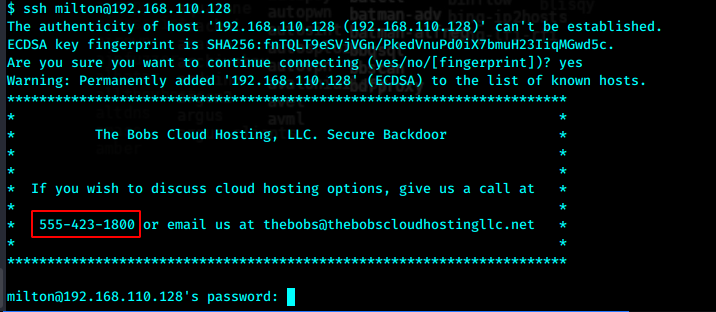 $ ssh milton@192.168.110.128
The authenticity of host '192.168.110.128 (192.168.110.128)' can't be established.
ECDSA key fingerprint is SHA256:fnTQLT9eSVjVGn/PkedVnuPd0iX7bmuH23IiqMGwd5c.
Are you sure you want to continue connecting (yes/no/[fingerprint])? yes
Warning: Permanently added '192.168.110.128' (ECDSA) to the list of known hosts.
**********************************************************************
*                                                                    *
*          The Bobs Cloud Hosting, LLC. Secure Backdoor              *
*                                                                    *
*                                                                    *
*  If you wish to discuss cloud hosting options, give us a call at   *
*                                                                    *
*   555-423-1800 or email us at thebobs@thebobscloudhostingllc.net   *
*                                                                    *
**********************************************************************
milton@192.168.110.128's password: